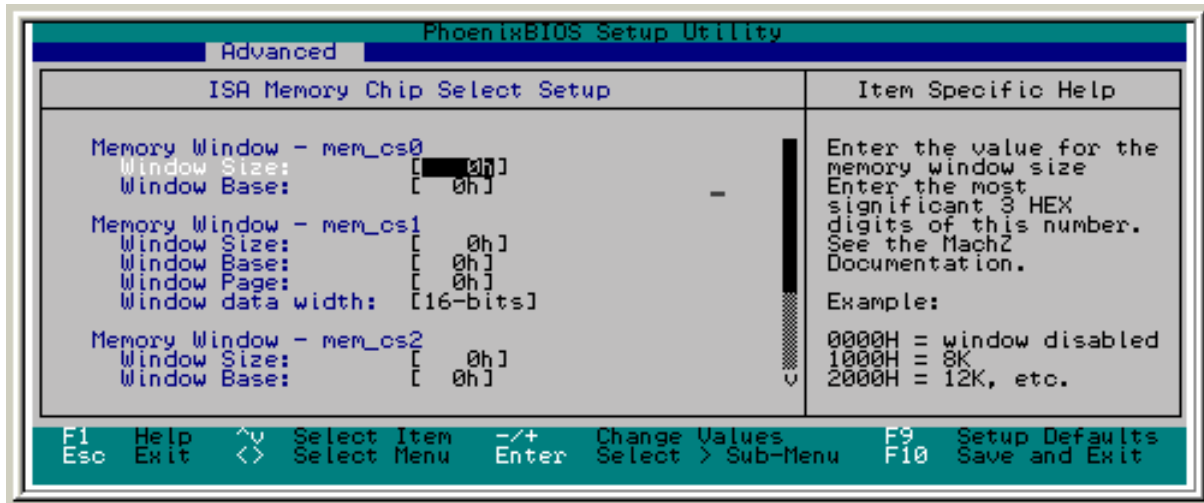 PhoenixBIOS Setup Utility
Advanced
ISA Memory Chip Select Setup
Item Specific Help
Memory Window - mem_cs0
Window Size: [ 0h]
Window Base: [ 0h]
Memory Window - mem_cs1
Window Size: [ 0h]
Window Base: [ 0h]
Window Page: [ 0h]
Window data width: [16-bits]
Memory Window - mem_cs2
Window Size: [ 0h]
Window Base: [ 0h]
Enter the value for the
memory window size
Enter the most
significant 3 HEX
digits of this number.
See the MachZ
Documentation.
Example:
0000H = window disabled
1000H = 8K
2000H = 12K, etc.
F1 Help ^v Select Item -/+ Change Values F9 Setup Defaults
Esc Exit <> Select Menu Enter Select > Sub-Menu F10 Save and Exit